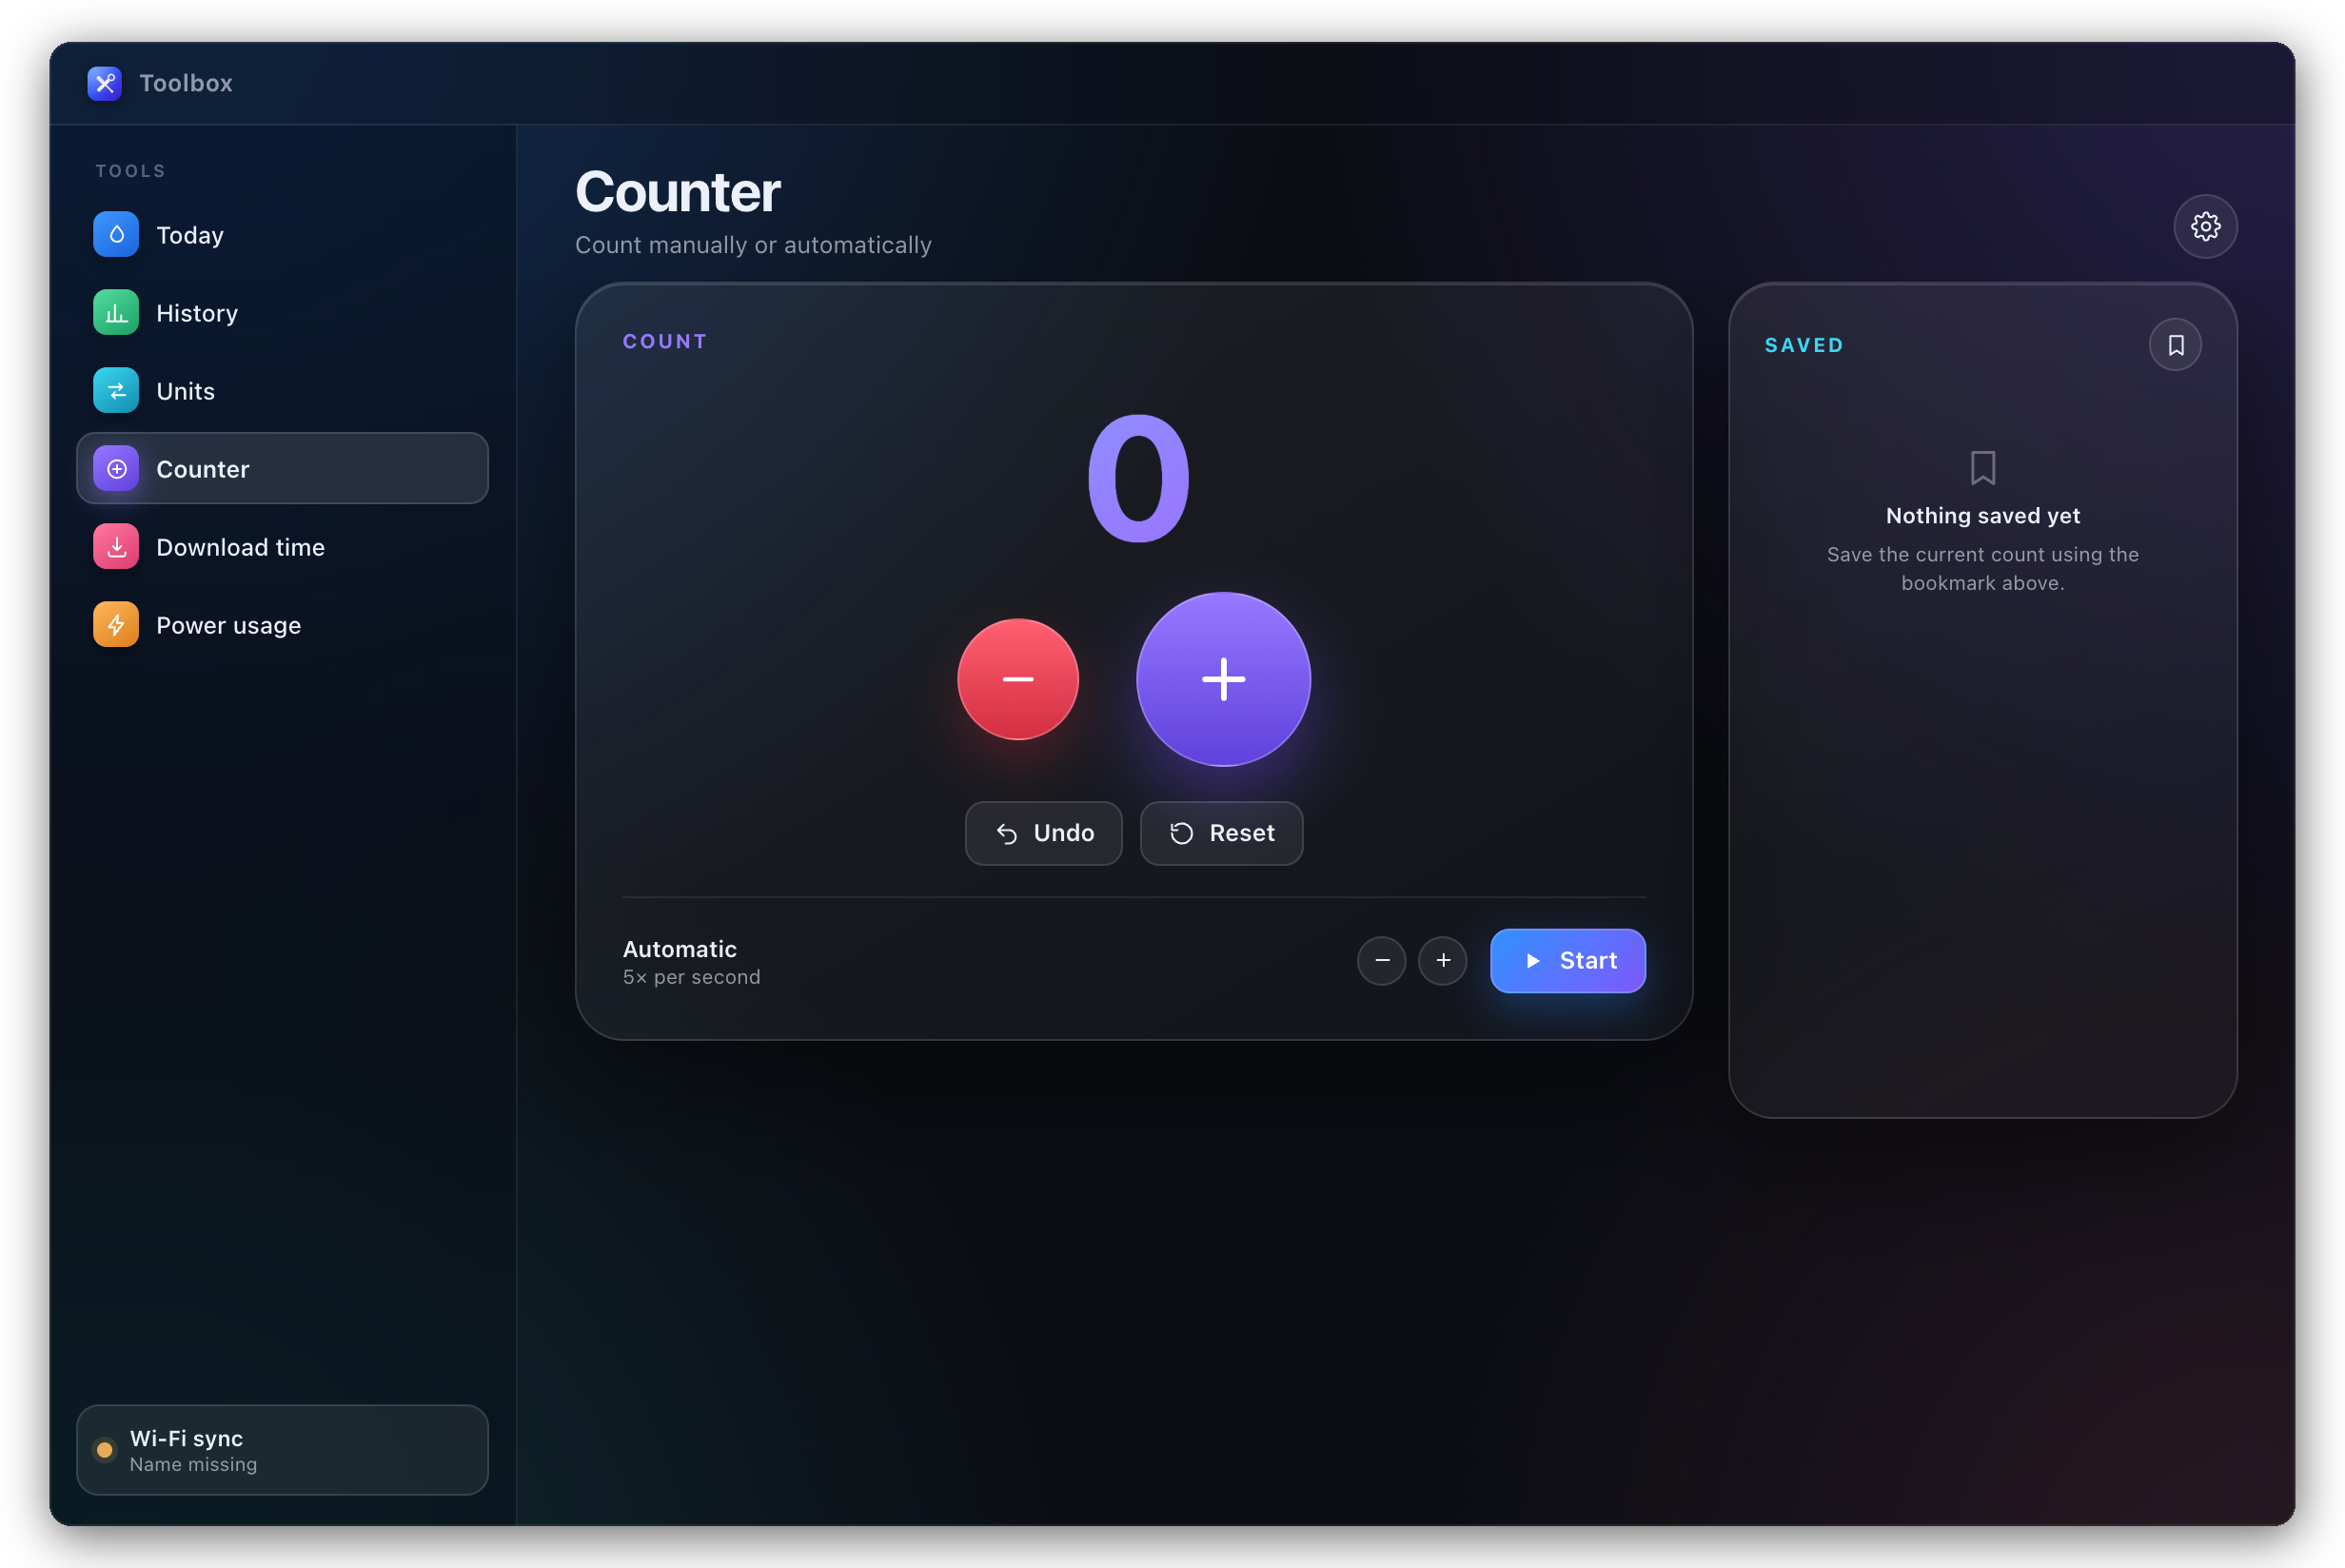 Toolbox
TOOLS
Today
History
Units
Counter
Download time
Power usage
Wi-Fi sync
Name missing
Counter
Count manually or automatically
COUNT
0
Undo
Reset
Automatic
5× per second
Start
SAVED
Nothing saved yet
Save the current count using the
bookmark above.